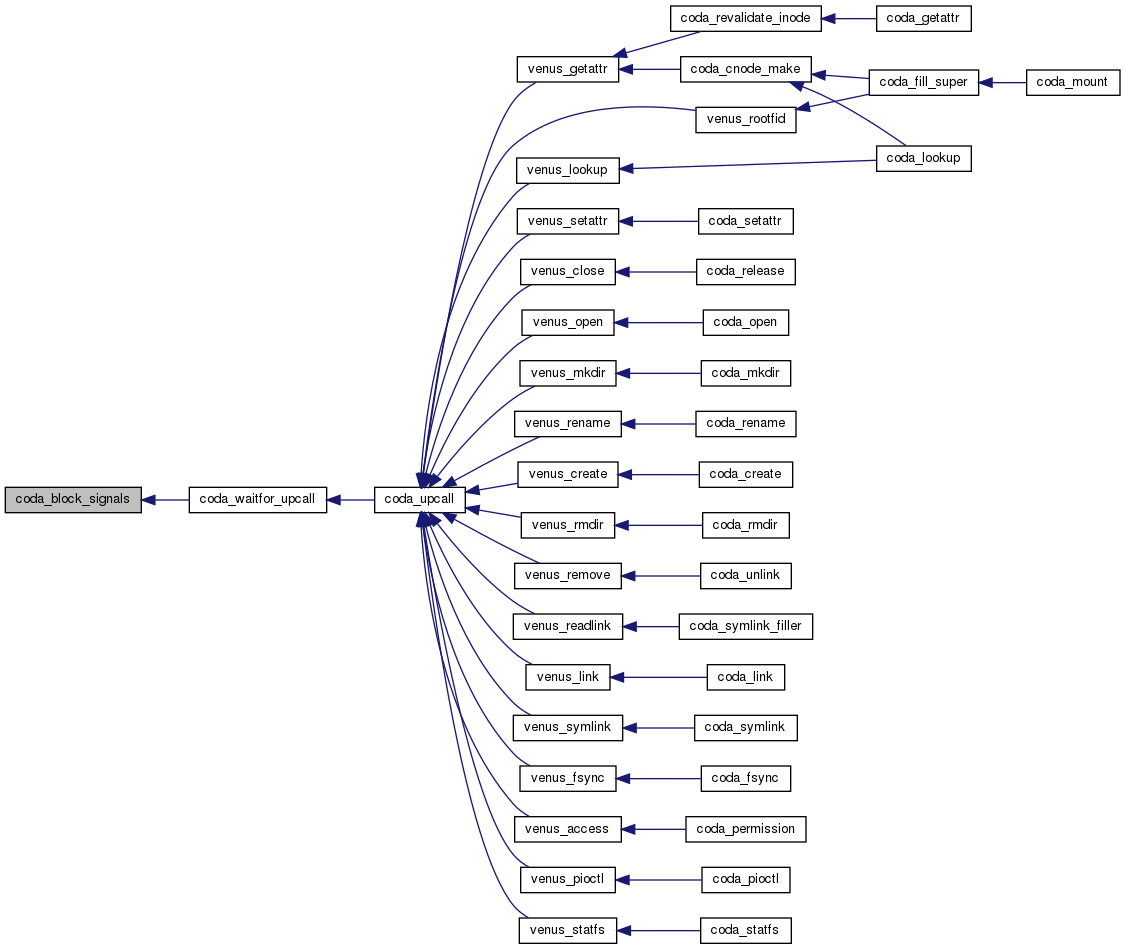 coda_revalidate_inode
coda_getattr
venus_getattr
coda_cnode_make
coda_fill_super
coda_mount
venus_rootfid
coda_lookup
venus_lookup
venus_setattr
coda_setattr
venus_close
coda_release
venus_open
coda_open
venus_mkdir
coda_mkdir
venus_rename
coda_rename
venus_create
coda_create
coda_block_signals
coda_waitfor_upcall
coda_upcall
venus_rmdir
coda_rmdir
venus_remove
coda_unlink
venus_readlink
coda_symlink_filler
venus_link
coda_link
venus_symlink
coda_symlink
venus_fsync
coda_fsync
venus_access
coda_permission
venus_pioctl
coda_pioctl
venus_statfs
coda_statfs